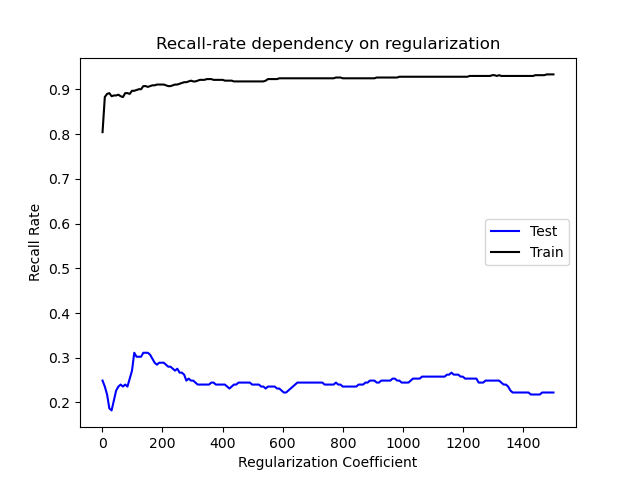 Recall-rate dependency on regularization
Recall Rate
0.9
0.8
0.7
0.6
0.5
0.4
0.3
0.2
Test
Train
0 200 400 600 800 1000 1200 1400
Regularization Coefficient